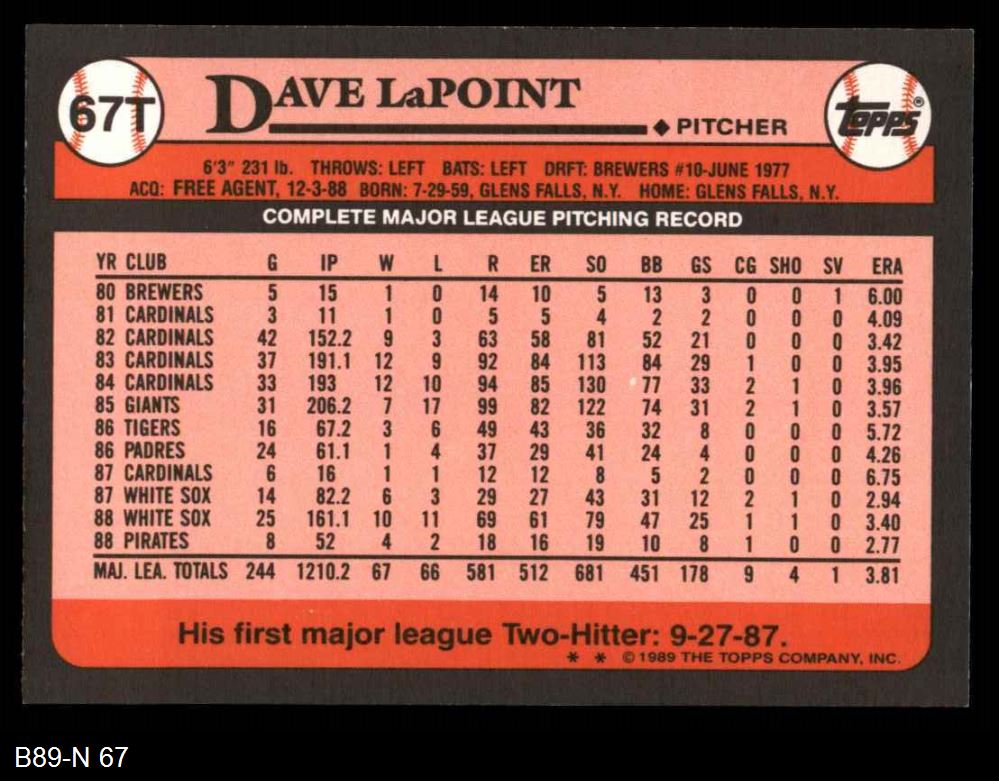 67T
DAVE LaPOINT
◆ PITCHER
TOPPS®
6'3" 231 lb. THROWS: LEFT BATS: LEFT DRFT: BREWERS #10-JUNE 1977
ACQ: FREE AGENT, 12-3-88 BORN: 7-29-59, GLENS FALLS, N.Y. HOME: GLENS FALLS, N.Y.
COMPLETE MAJOR LEAGUE PITCHING RECORD
YR CLUB G IP W L R ER SO BB GS CG SHO SV ERA
80 BREWERS 5 15 1 0 14 10 5 13 3 0 0 1 6.00
81 CARDINALS 3 11 1 0 5 5 4 2 2 0 0 0 4.09
82 CARDINALS 42 152.2 9 3 63 58 81 52 21 0 0 0 3.42
83 CARDINALS 37 191.1 12 9 92 84 113 84 29 1 0 0 3.95
84 CARDINALS 33 193 12 10 94 85 130 77 33 2 1 0 3.96
85 GIANTS 31 206.2 7 17 99 82 122 74 31 2 1 0 3.57
86 TIGERS 16 67.2 3 6 49 43 36 32 8 0 0 0 5.72
86 PADRES 24 61.1 1 4 37 29 41 24 4 0 0 0 4.26
87 CARDINALS 6 16 1 1 12 12 8 5 2 0 0 0 6.75
87 WHITE SOX 14 82.2 6 3 29 27 43 31 12 2 1 0 2.94
88 WHITE SOX 25 161.1 10 11 69 61 79 47 25 1 1 0 3.40
88 PIRATES 8 52 4 2 18 16 19 10 8 1 0 0 2.77
MAJ. LEA. TOTALS 244 1210.2 67 66 581 512 681 451 178 9 4 1 3.81
His first major league Two-Hitter: 9-27-87.
* * © 1989 THE TOPPS COMPANY, INC.
B89-N 67